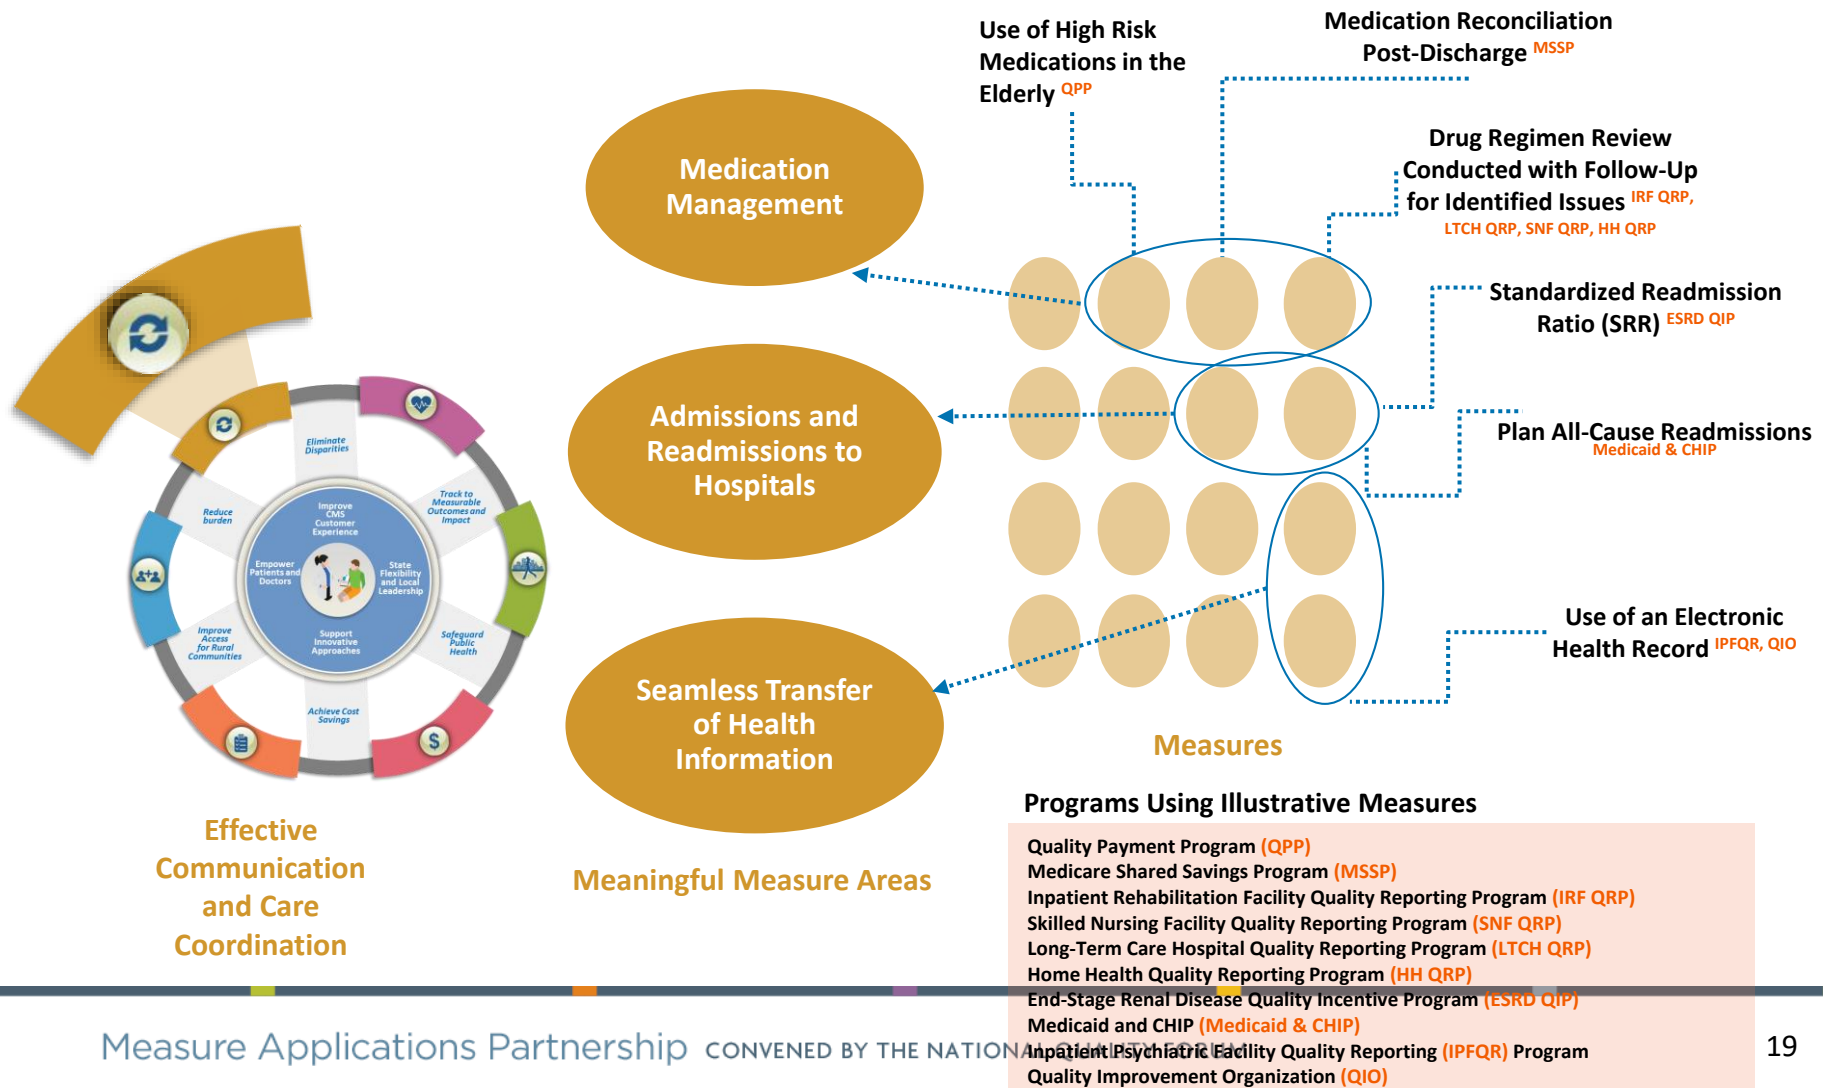 Use of High Risk
Medications in the
Elderly QPP
Medication Reconciliation
Post-Discharge MSSP
Drug Regimen Review
Conducted with Follow-Up
for Identified Issues IRF QRP,
LTCH QRP, SNF QRP, HH QRP
Standardized Readmission
Ratio (SRR) ESRD QIP
Plan All-Cause Readmissions
Medicaid & CHIP
Use of an Electronic
Health Record IPFQR, QIO
Medication
Management
Admissions and
Readmissions to
Hospitals
Seamless Transfer
of Health
Information
Eliminate
Disparities
Track to
Measurable
Outcomes and
Impact
Safeguard
Public
Health
Achieve Cost
Savings
Improve
Access
for Rural
Communities
Reduce
burden
Improve
CMS
Customer
Experience
State
Flexibility
and Local
Leadership
Support
Innovative
Approaches
Empower
Patients and
Doctors
$
Effective
Communication
and Care
Coordination
Meaningful Measure Areas
Measures
Programs Using Illustrative Measures
Quality Payment Program (QPP)
Medicare Shared Savings Program (MSSP)
Inpatient Rehabilitation Facility Quality Reporting Program (IRF QRP)
Skilled Nursing Facility Quality Reporting Program (SNF QRP)
Long-Term Care Hospital Quality Reporting Program (LTCH QRP)
Home Health Quality Reporting Program (HH QRP)
End-Stage Renal Disease Quality Incentive Program (ESRD QIP)
Medicaid and CHIP (Medicaid & CHIP)
Inpatient Psychiatric Facility Quality Reporting (IPFQR) Program
Quality Improvement Organization (QIO)
Measure Applications Partnership CONVENED BY THE NATIONAL QUALITY FORUM
19